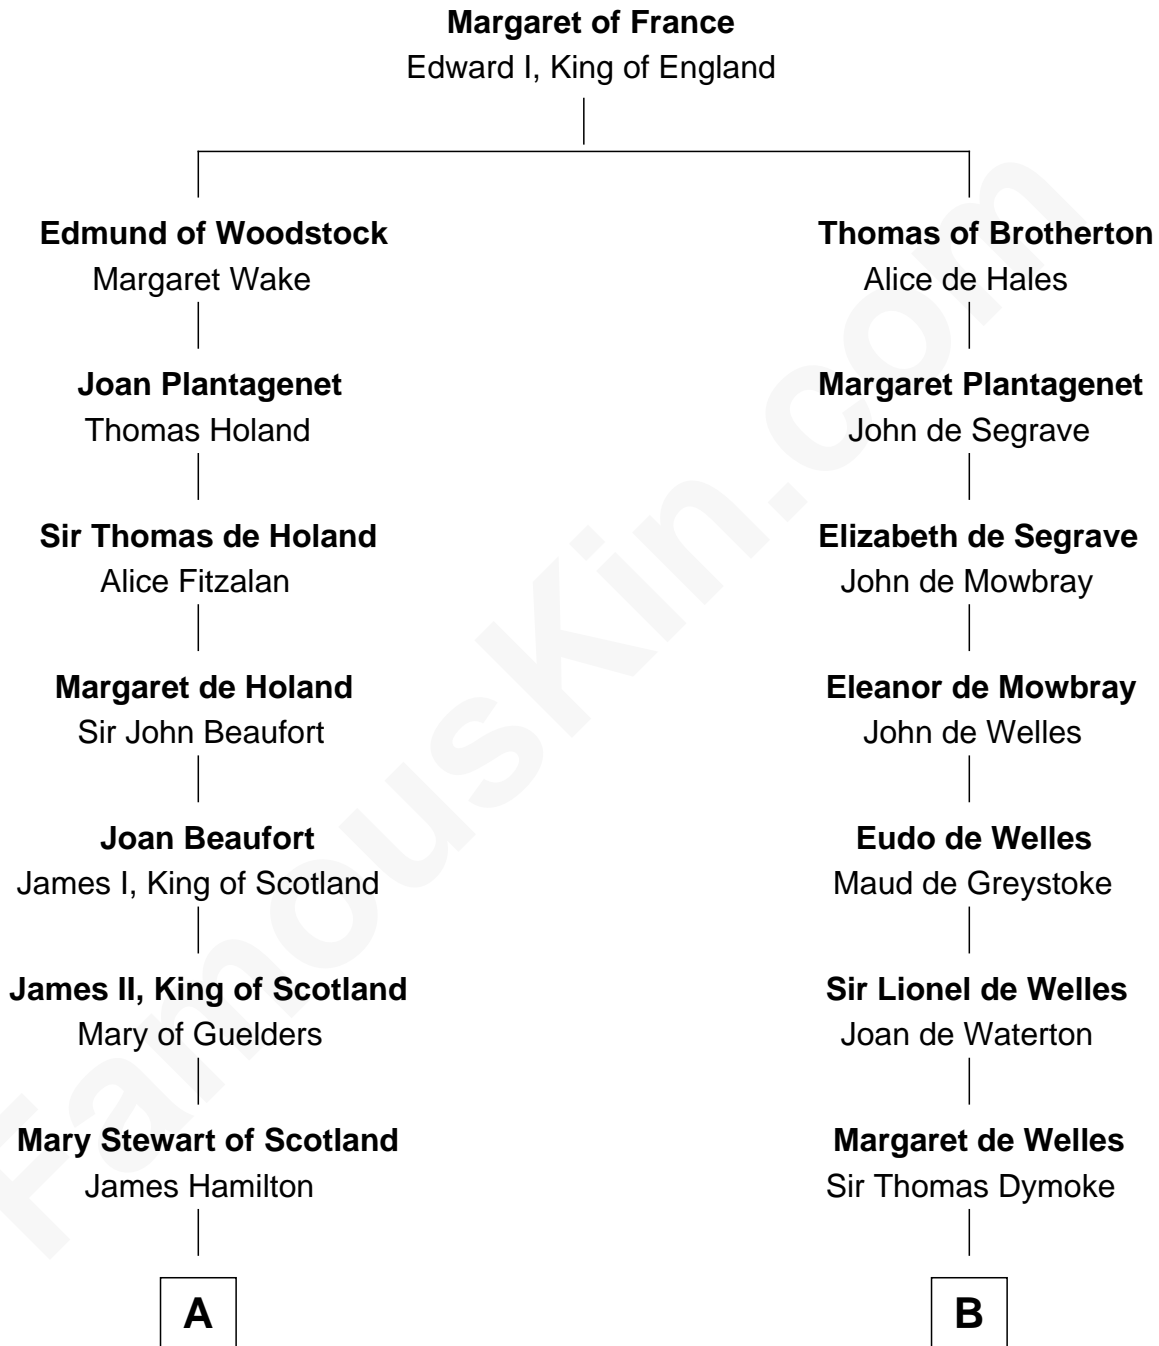 Margaret of France
Edward I, King of England
Edmund of Woodstock
Margaret Wake
Thomas of Brotherton
Alice de Hales
Joan Plantagenet
Thomas Holand
Margaret Plantagenet
John de Segrave
Sir Thomas de Holand
Alice Fitzalan
Elizabeth de Segrave
John de Mowbray
Margaret de Holand
Sir John Beaufort
Eleanor de Mowbray
John de Welles
Joan Beaufort
James I, King of Scotland
Eudo de Welles
Maud de Greystoke
James II, King of Scotland
Mary of Guelders
Sir Lionel de Welles
Joan de Waterton
Mary Stewart of Scotland
James Hamilton
Margaret de Welles
Sir Thomas Dymoke
A
B
FamousKin.com